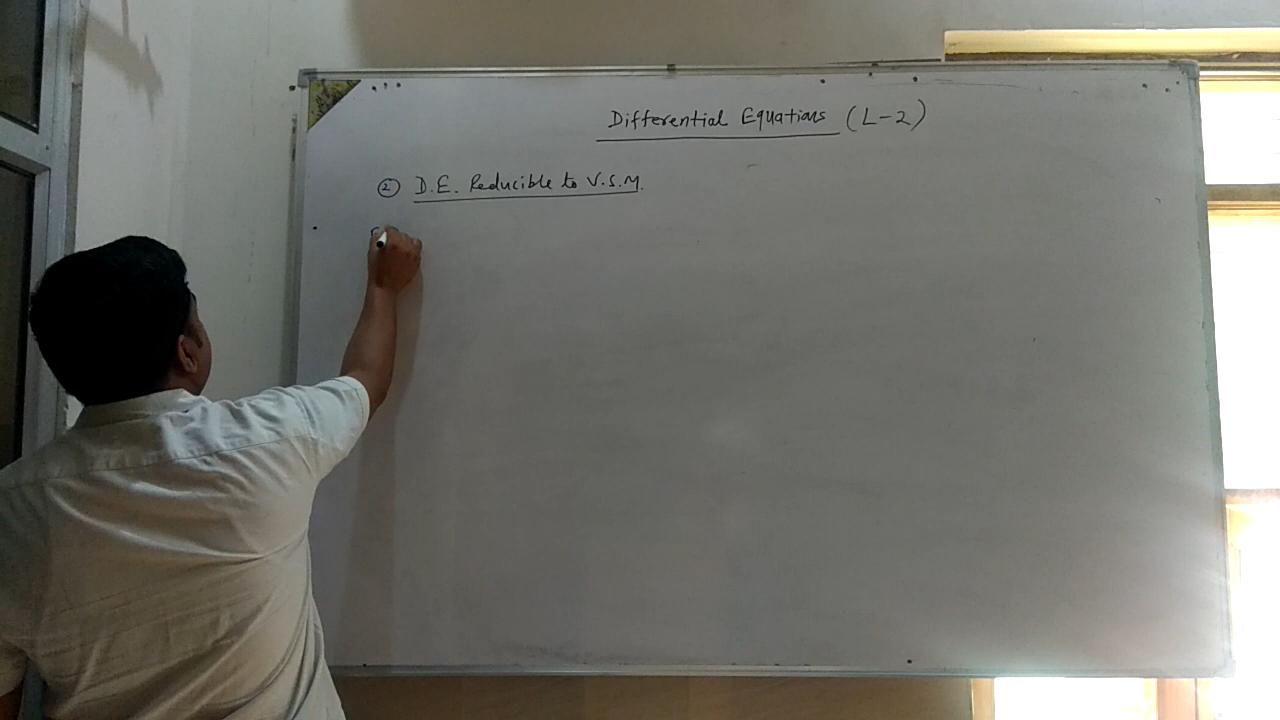 Differential Equations (L-2)
② D.E. Reducible to V.S.M.